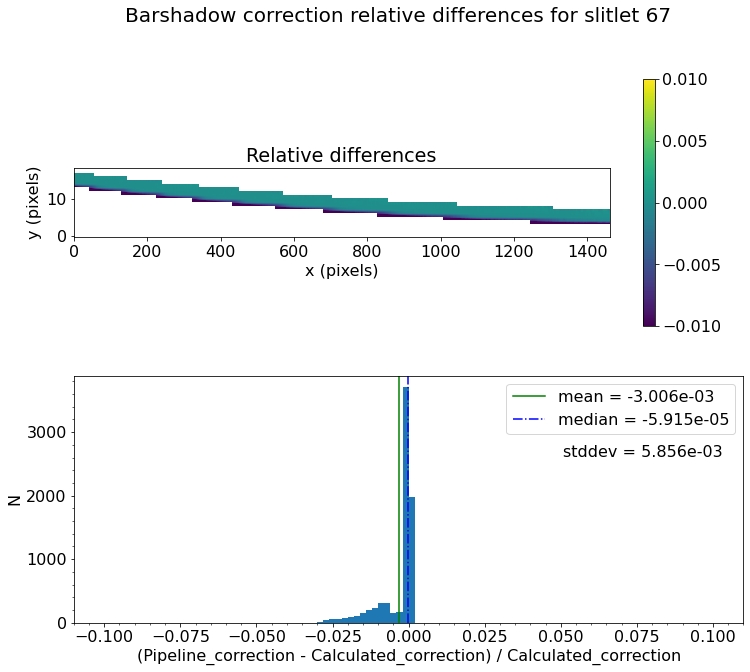 Barshadow correction relative differences for slitlet 67
Relative differences
y (pixels)
10
0
0 200 400 600 800 1000 1200 1400
x (pixels)
0.010
0.005
0.000
−0.005
−0.010
N
3000
2000
1000
0
mean = -3.006e-03
median = -5.915e-05
stddev = 5.856e-03
−0.100 −0.075 −0.050 −0.025 0.000 0.025 0.050 0.075 0.100
(Pipeline_correction - Calculated_correction) / Calculated_correction